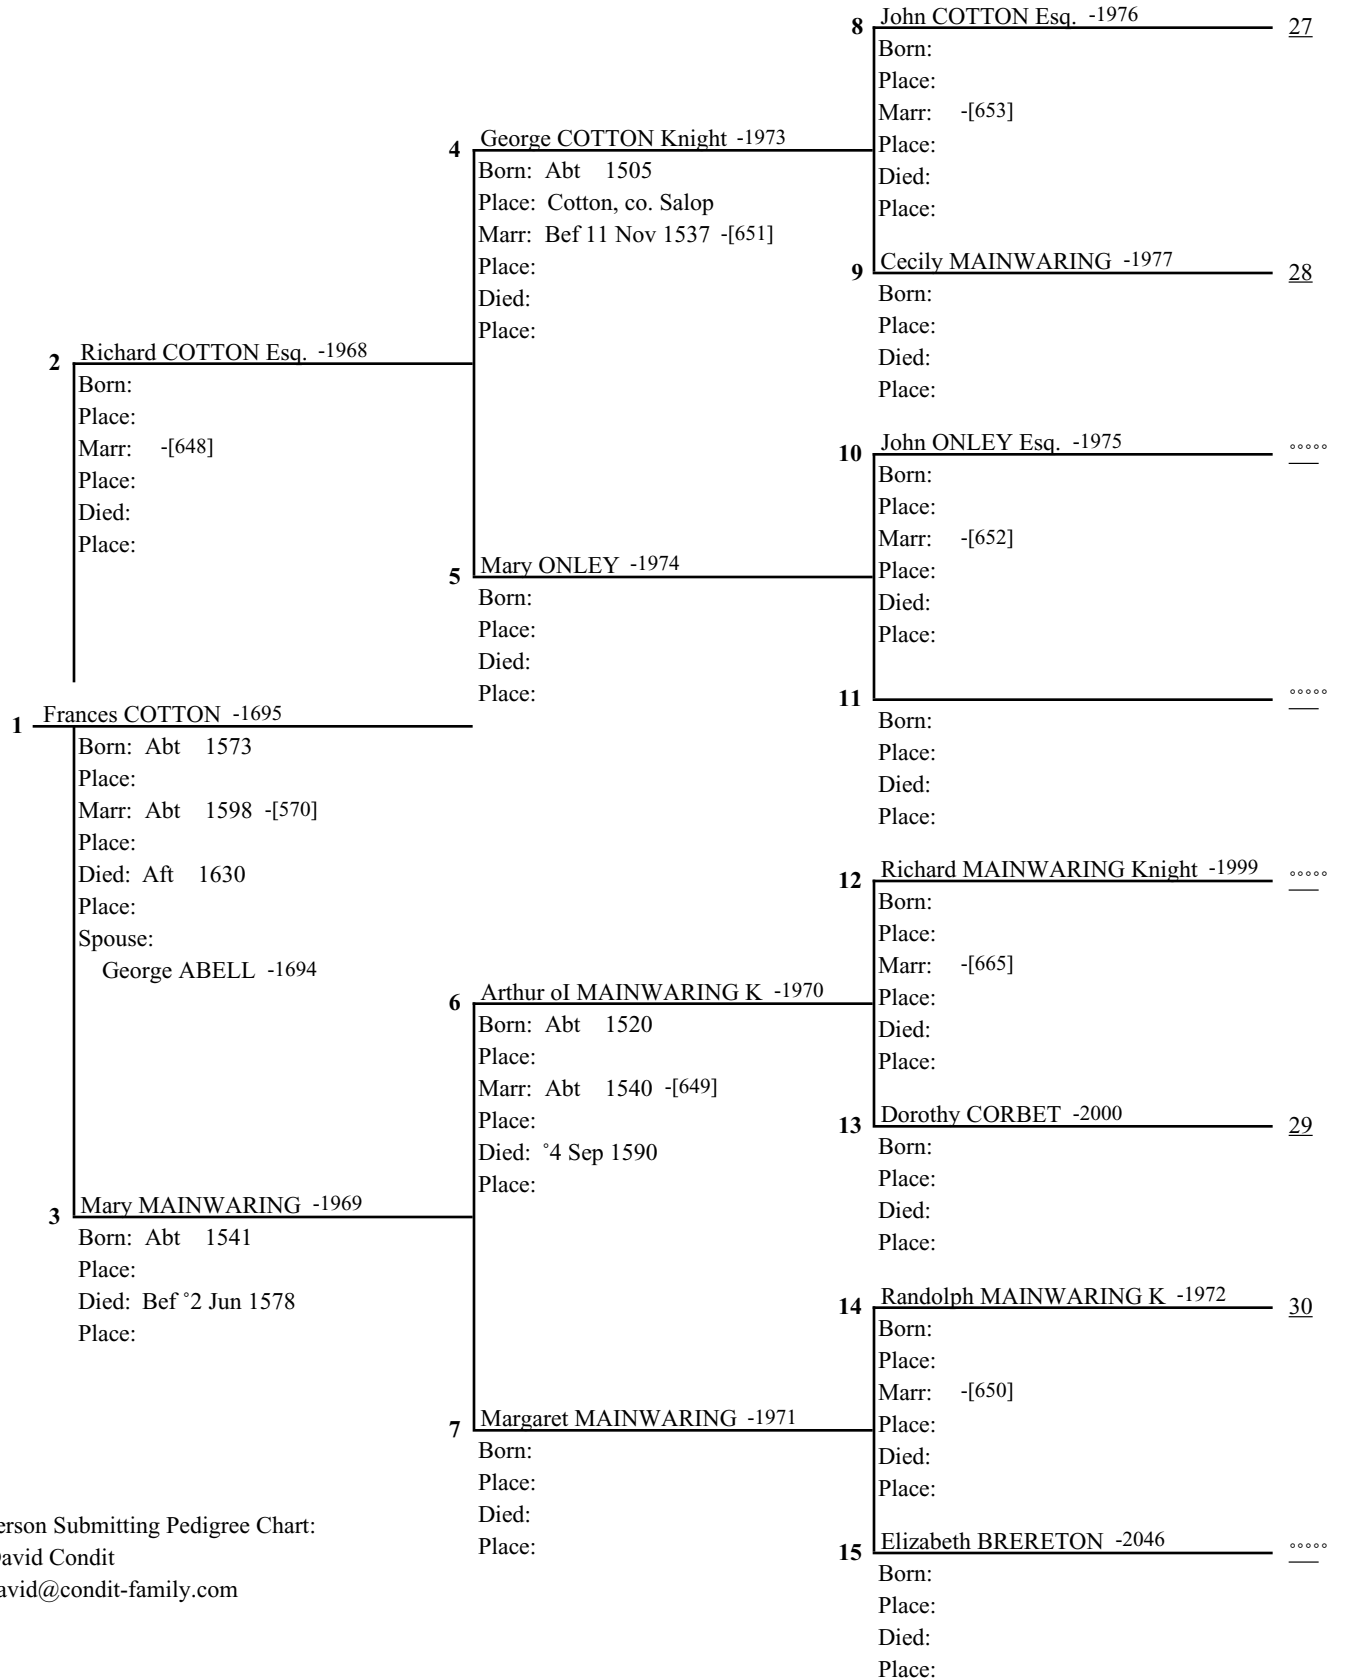 8 John COTTON Esq. -1976 27
Born:
Place:
Marr: -[653]
Place:
Died:
Place:
4 George COTTON Knight -1973
Born: Abt 1505
Place: Cotton, co. Salop
Marr: Bef 11 Nov 1537 -[651]
Place:
Died:
Place:
9 Cecily MAINWARING -1977 28
Born:
Place:
Died:
Place:
2 Richard COTTON Esq. -1968
Born:
Place:
Marr: -[648]
Place:
Died:
Place:
10 John ONLEY Esq. -1975 °°°°°
Born:
Place:
Marr: -[652]
Place:
Died:
Place:
5 Mary ONLEY -1974
Born:
Place:
Died:
Place:
11 °°°°°
Born:
Place:
Died:
Place:
1 Frances COTTON -1695
Born: Abt 1573
Place:
Marr: Abt 1598 -[570]
Place:
Died: Aft 1630
Place:
Spouse:
George ABELL -1694
12 Richard MAINWARING Knight -1999 °°°°°
Born:
Place:
Marr: -[665]
Place:
Died:
Place:
6 Arthur oI MAINWARING K -1970
Born: Abt 1520
Place:
Marr: Abt 1540 -[649]
Place:
Died: °4 Sep 1590
Place:
13 Dorothy CORBET -2000 29
Born:
Place:
Died:
Place:
3 Mary MAINWARING -1969
Born: Abt 1541
Place:
Died: Bef °2 Jun 1578
Place:
14 Randolph MAINWARING K -1972 30
Born:
Place:
Marr: -[650]
Place:
Died:
Place:
7 Margaret MAINWARING -1971
Born:
Place:
Died:
Place:
15 Elizabeth BRERETON -2046 °°°°°
Born:
Place:
Died:
Place:
erson Submitting Pedigree Chart:
avid Condit
avid@condit-family.com